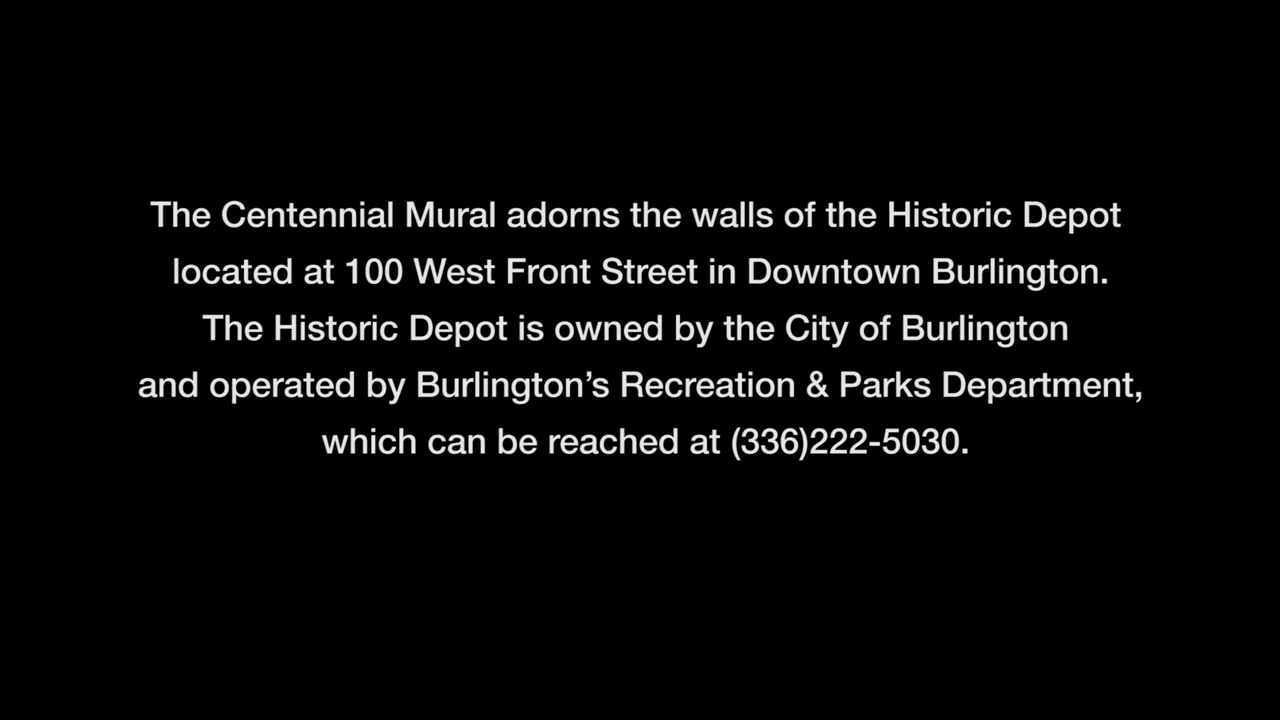 The Centennial Mural adorns the walls of the Historic Depot
located at 100 West Front Street in Downtown Burlington.
The Historic Depot is owned by the City of Burlington
and operated by Burlington’s Recreation & Parks Department,
which can be reached at (336)222-5030.